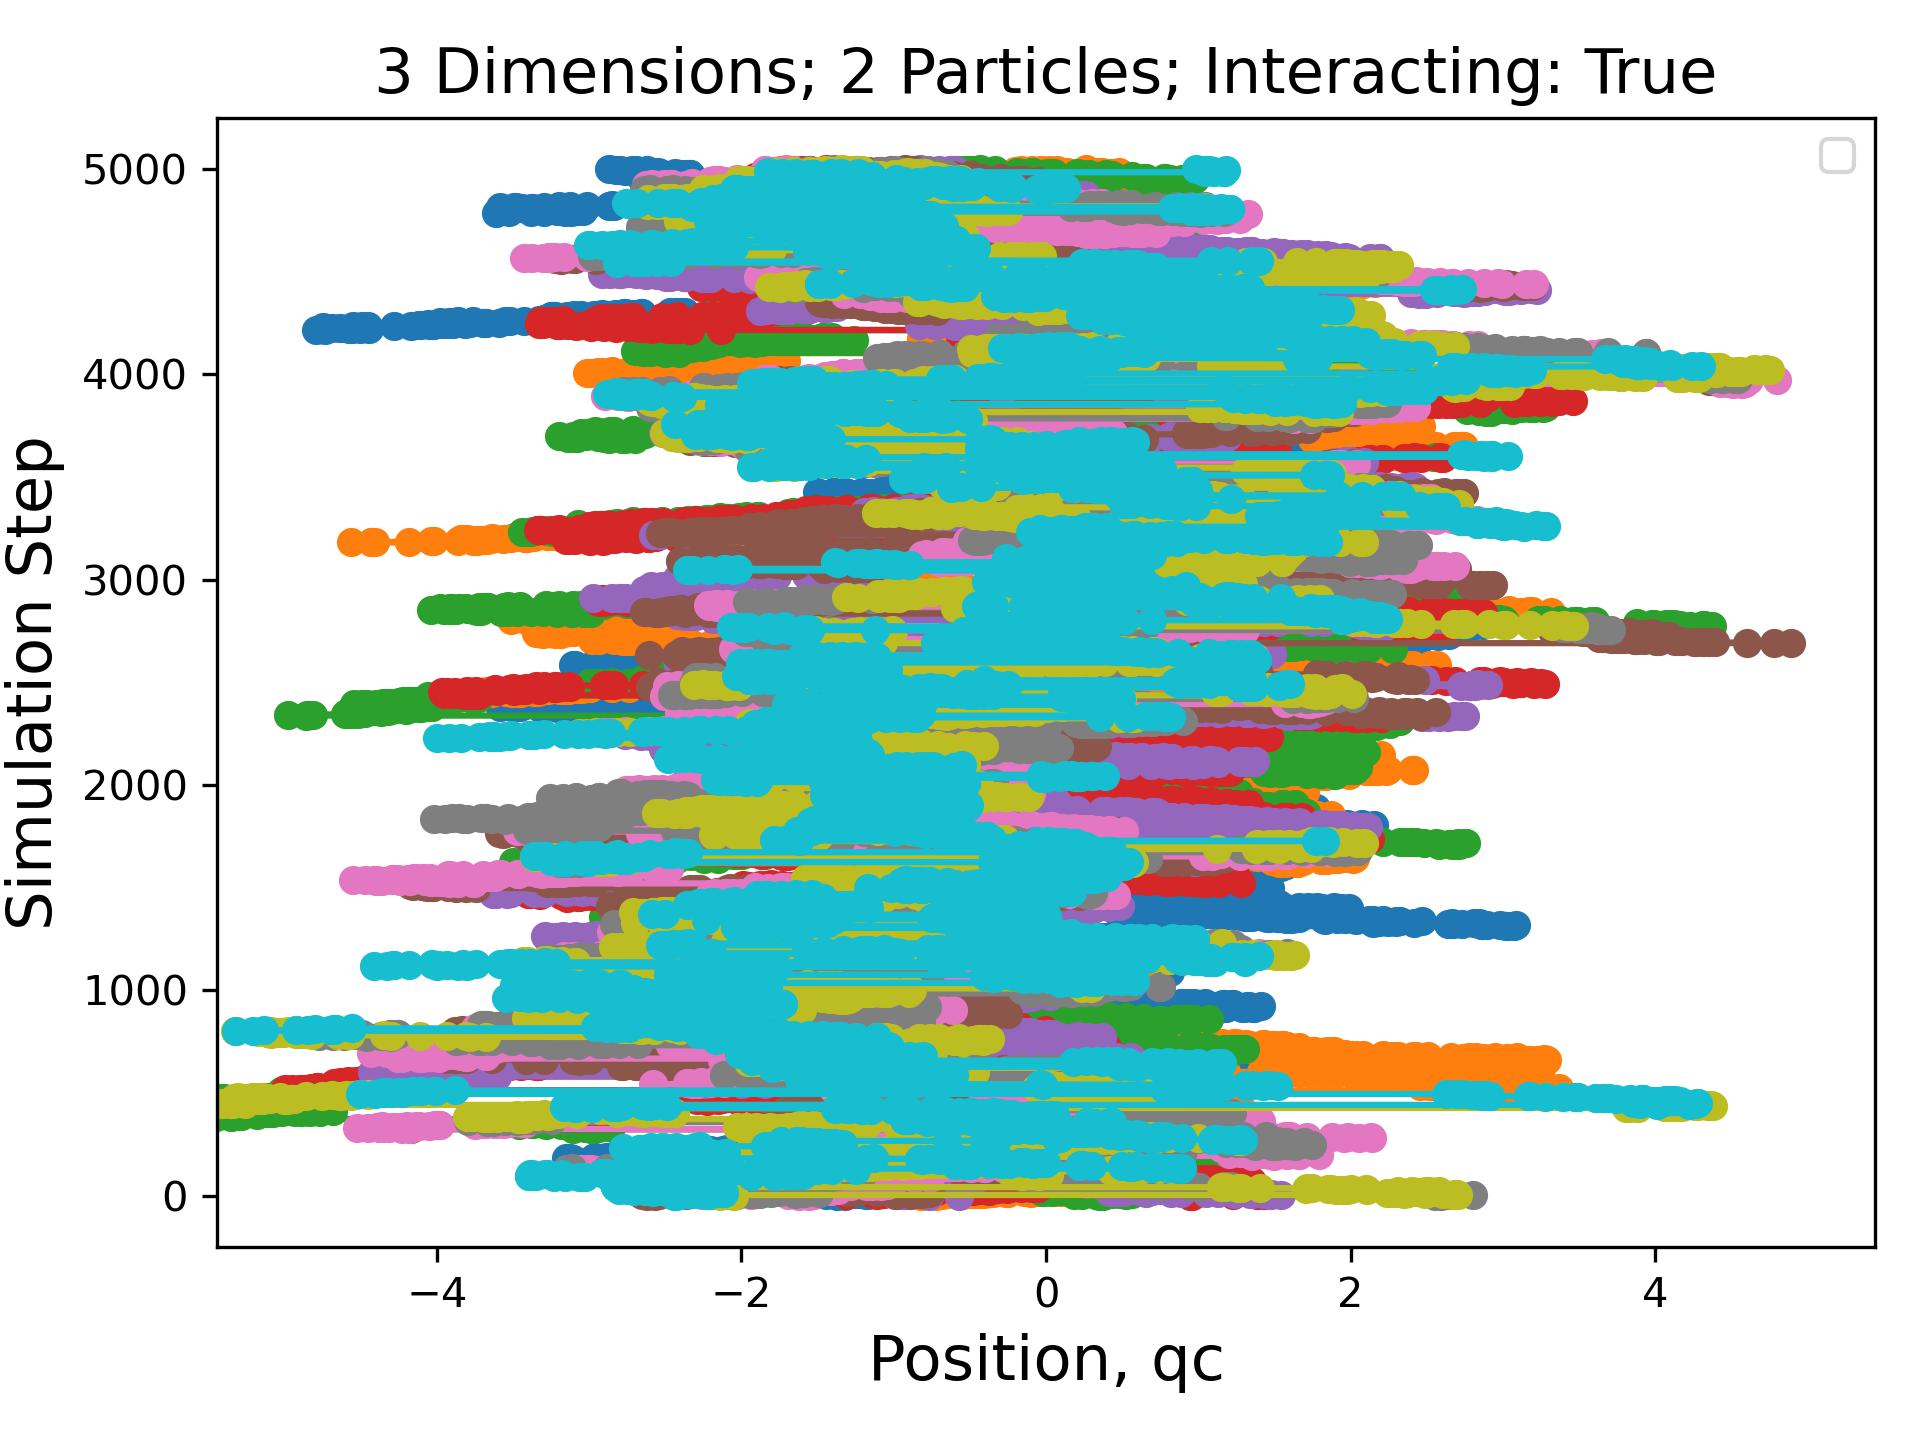 3 Dimensions; 2 Particles; Interacting: True
Simulation Step
5000
4000
3000
2000
1000
0
−4 −2 0 2 4
Position, qc